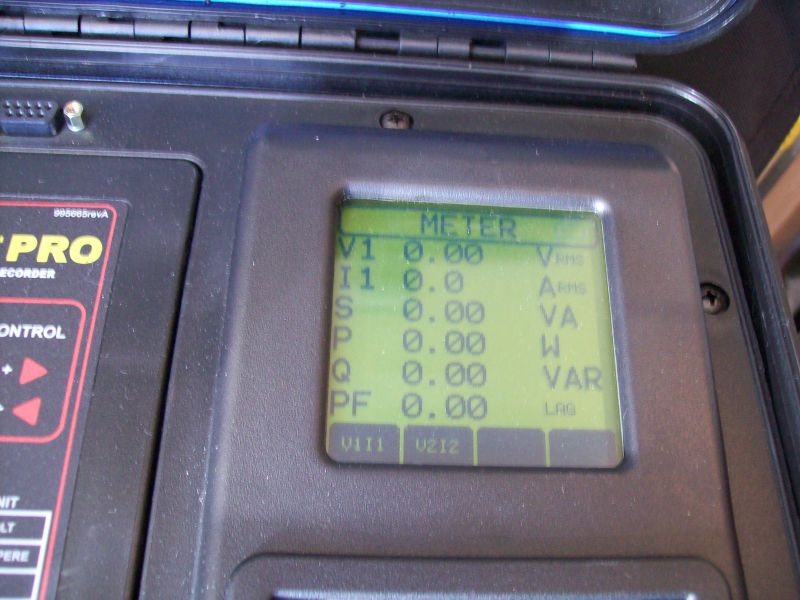 995665revA
PRO
RECORDER
CONTROL
+
NIT
LT
PERE
METER
V1 0.00 VRMS
I1 0.0 ARMS
S 0.00 VA
P 0.00 W
Q 0.00 VAR
PF 0.00 LAG
V1I1 V2I2